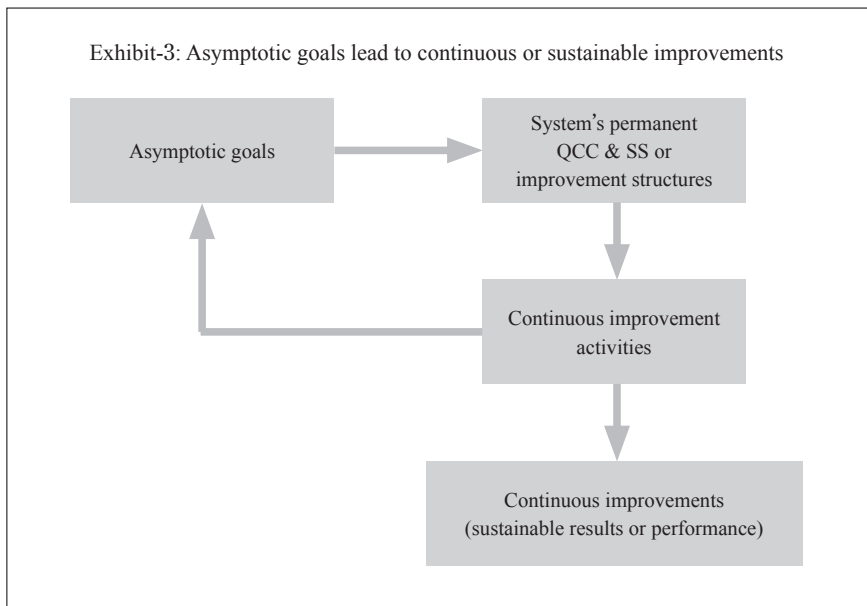 Exhibit-3: Asymptotic goals lead to continuous or sustainable improvements
Asymptotic goals
System's permanent
QCC & SS or
improvement structures
Continuous improvement
activities
Continuous improvements
(sustainable results or performance)